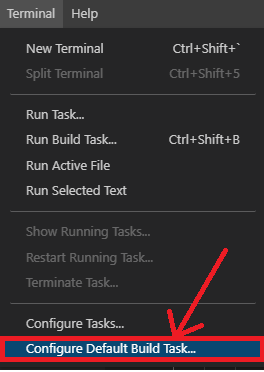 Terminal Help
New Terminal Ctrl+Shift+`
Split Terminal Ctrl+Shift+5
Run Task...
Run Build Task... Ctrl+Shift+B
Run Active File
Run Selected Text
Show Running Tasks...
Restart Running Task...
Terminate Task...
Configure Tasks...
Configure Default Build Task...